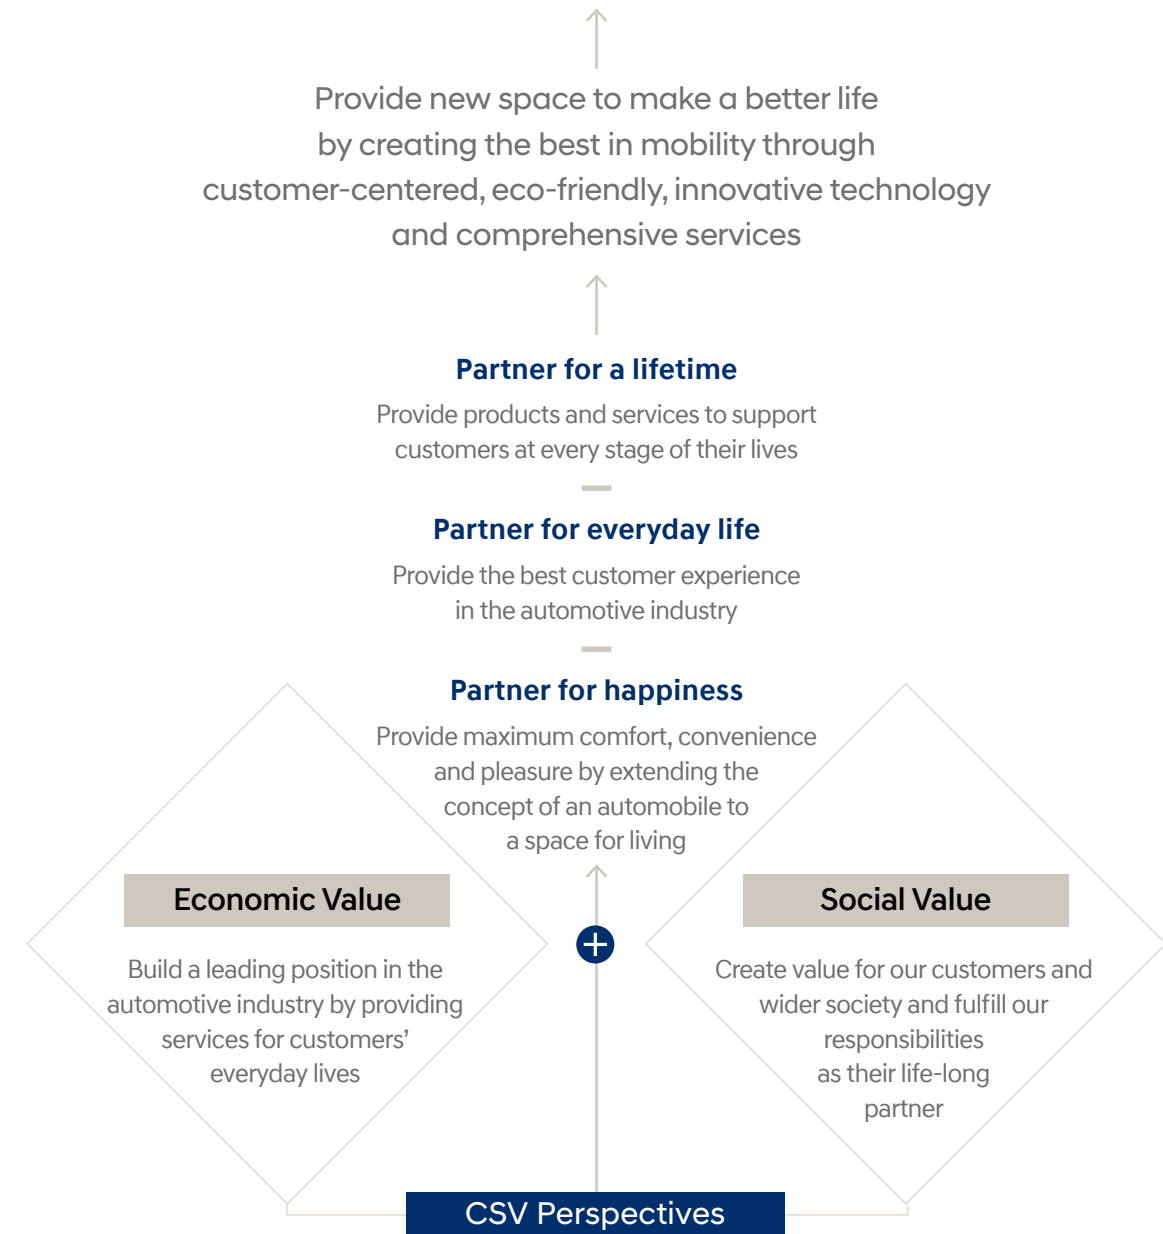 Provide new space to make a better life
by creating the best in mobility through
customer-centered, eco-friendly, innovative technology
and comprehensive services
Partner for a lifetime
Provide products and services to support
customers at every stage of their lives
Partner for everyday life
Provide the best customer experience
in the automotive industry
Partner for happiness
Provide maximum comfort, convenience
and pleasure by extending the
concept of an automobile to
a space for living
Economic Value
Build a leading position in the
automotive industry by providing
services for customers’
everyday lives
Social Value
Create value for our customers and
wider society and fulfill our
responsibilities
as their life-long
partner
CSV Perspectives